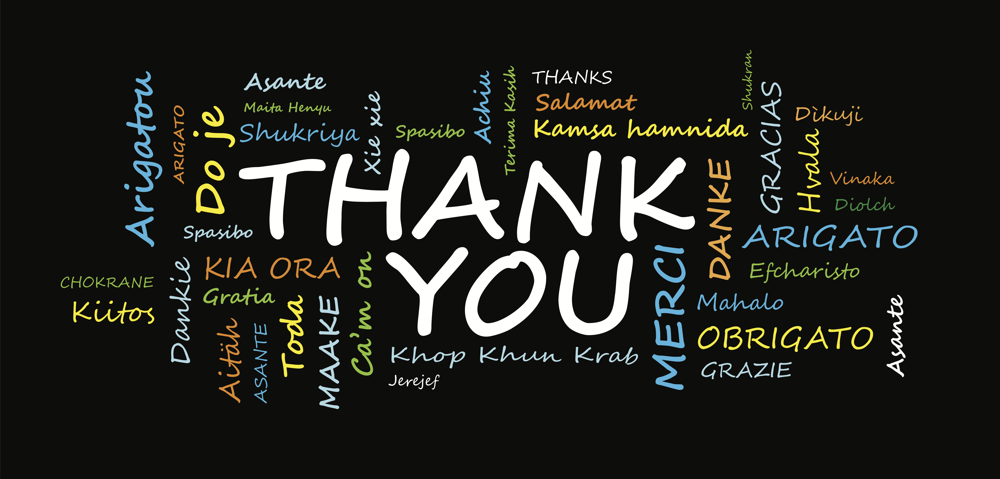 Arigatou
ARIGATO
Do je
Asante
Maita Henyu
Shukriya
Xie xie
Spasibo
Achiu
Terima Kasih
THANKS
Salamat
Kamsa hamnida
Shukran
GRACIAS
Dìkuji
Hvala
Vinaka
Diolch
THANK
YOU
DANKE
ARIGATO
Spasibo
KIA ORA
Gratia
CHOKRANE
Kiitos
Dankie
Aitäh
ASANTE
Toda
MAAKE
Ca'm on
Khop Khun Krab
Jerejef
MERCI
Efcharisto
Mahalo
OBRIGATO
GRAZIE
Asante